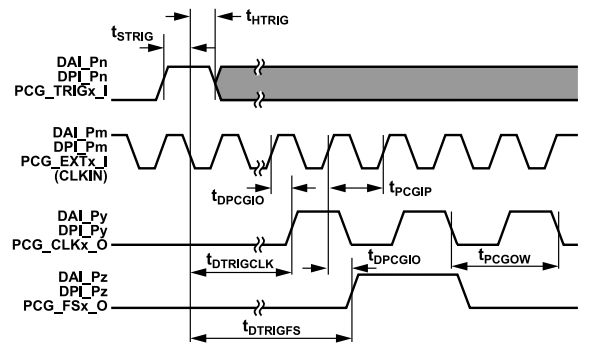 tHTRIG
tSTRIG
DAI_Pn
DPI_Pn
PCG_TRIGx_I
DAI_Pm
DPI_Pm
PCG_EXTx_I
(CLKIN)
tDPCGIO
tPCGIP
DAI_Py
DPI_Py
PCG_CLKx_O
tDTRIGCLK
tDPCGIO
tPCGOW
DAI_Pz
DPI_Pz
PCG_FSx_O
tDTRIGFS